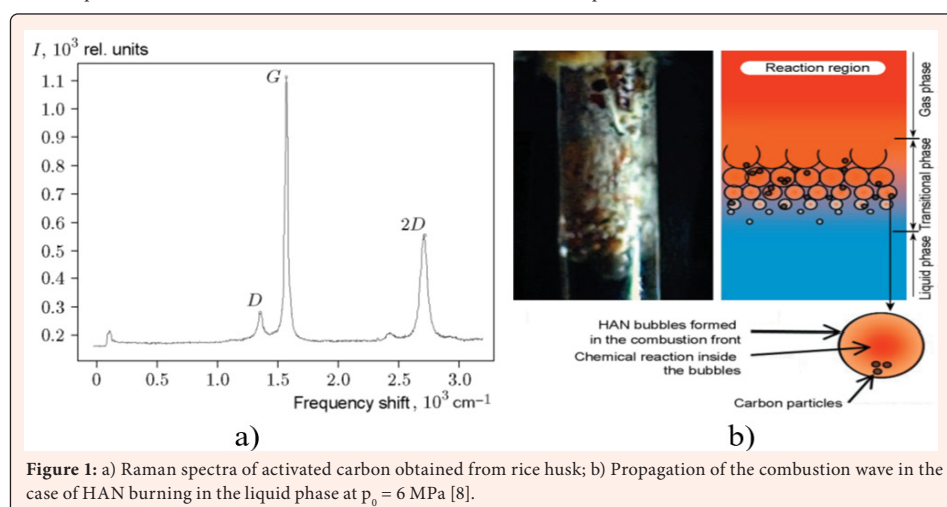 I, 10³ rel. units
G
1.1
1.0
0.9
0.8
0.7
2D
0.6
0.5
0.4
D
0.3
0.2
0 0.5 1.0 1.5 2.0 2.5 3.0
Frequency shift, 10³ cm⁻¹
a)
Reaction region
Gas phase
Transitional phase
Liquid phase
HAN bubbles formed
in the combustion front
Chemical reaction inside
the bubbles
Carbon particles
b)
Figure 1: a) Raman spectra of activated carbon obtained from rice husk; b) Propagation of the combustion wave in the
case of HAN burning in the liquid phase at p₀ = 6 MPa [8].